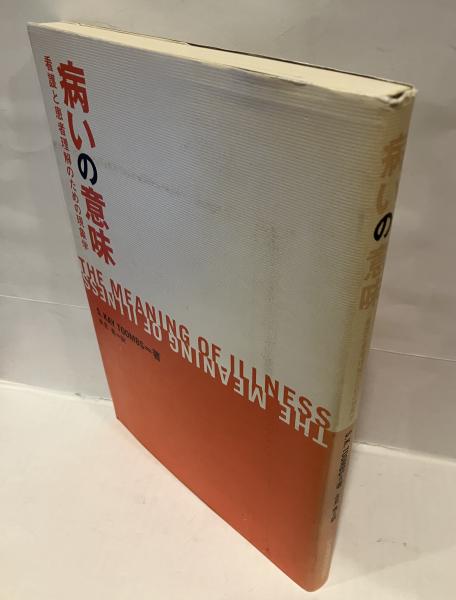 病いの意味
看護と患者理解のための現象学
THE MEANING OF ILLNESS
THE MEANING OF ILLNESS
S. KAY TOOMBS 著
病いの意味